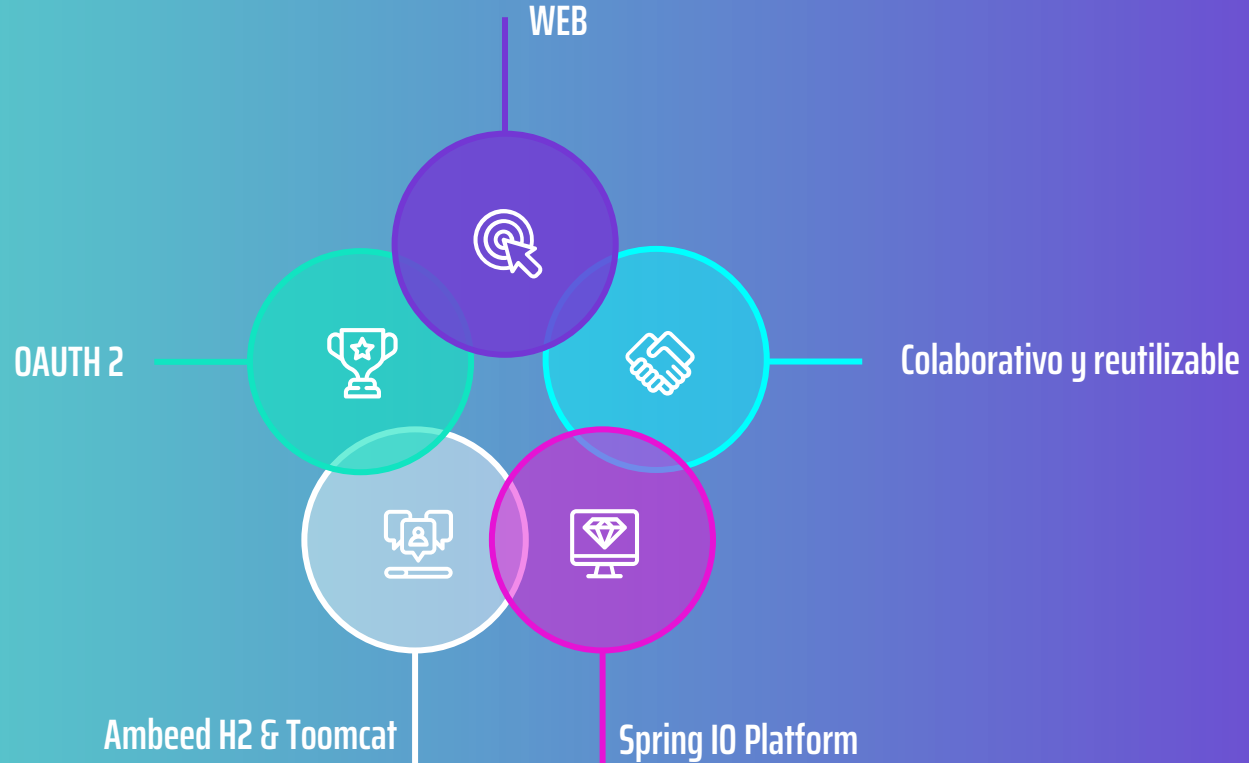 WEB
OAUTH 2
Colaborativo y reutilizable
Ambeed H2 & Toomcat
Spring IO Platform